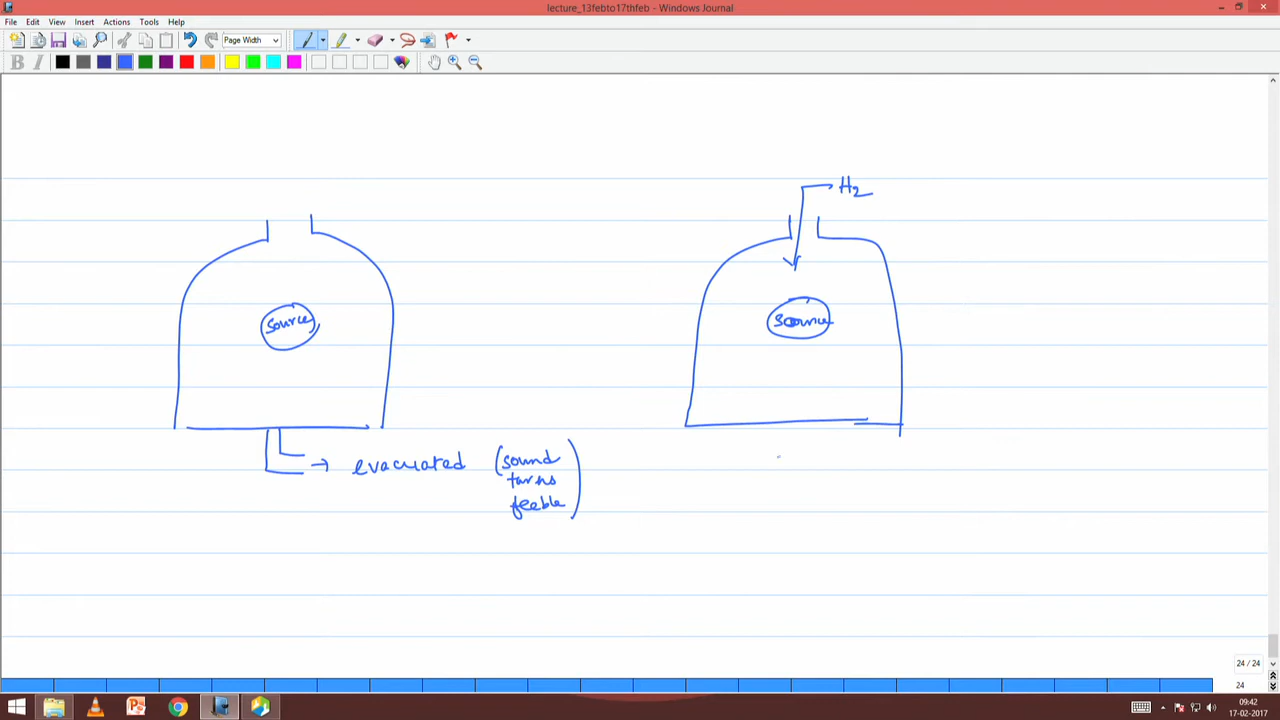 lecture_13febto17thfeb - Windows Journal
File Edit View Insert Actions Tools Help
Page Width
B I
H2
source
source
evacuated (sound
turns
feeble)
24 / 24
24
09:42
17-02-2017